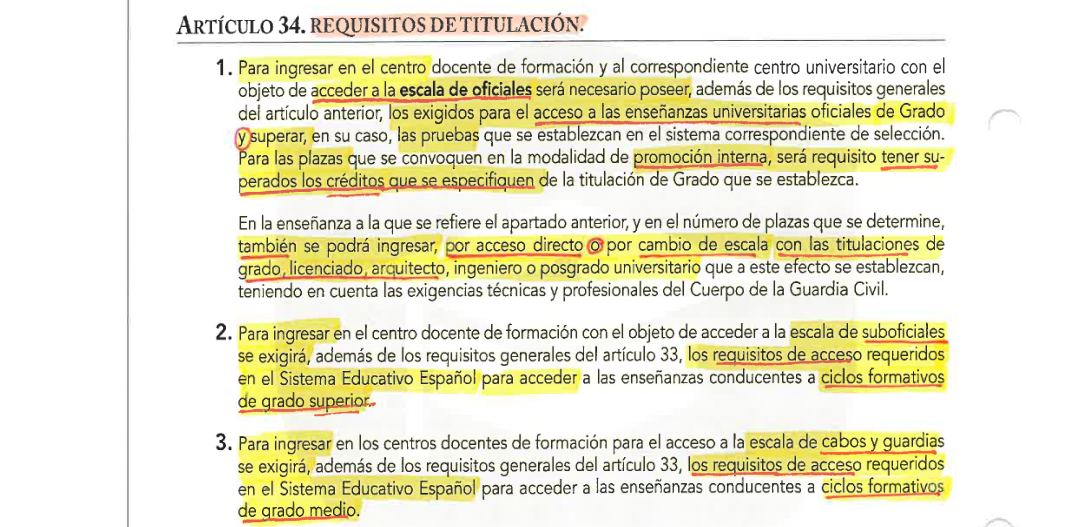 ARTÍCULO 34. REQUISITOS DE TITULACIÓN.
1. Para ingresar en el centro docente de formación y al correspondiente centro universitario con el
objeto de acceder a la escala de oficiales será necesario poseer, además de los requisitos generales
del artículo anterior, los exigidos para el acceso a las enseñanzas universitarias oficiales de Grado
y superar, en su caso, las pruebas que se establezcan en el sistema correspondiente de selección.
Para las plazas que se convoquen en la modalidad de promoción interna, será requisito tener su-
perados los créditos que se especifiquen de la titulación de Grado que se establezca.
En la enseñanza a la que se refiere el apartado anterior, y en el número de plazas que se determine,
también se podrá ingresar, por acceso directo o por cambio de escala con las titulaciones de
grado, licenciado, arquitecto, ingeniero o posgrado universitario que a este efecto se establezcan,
teniendo en cuenta las exigencias técnicas y profesionales del Cuerpo de la Guardia Civil.
2. Para ingresar en el centro docente de formación con el objeto de acceder a la escala de suboficiales
se exigirá, además de los requisitos generales del artículo 33, los requisitos de acceso requeridos
en el Sistema Educativo Español para acceder a las enseñanzas conducentes a ciclos formativos
de grado superior.
3. Para ingresar en los centros docentes de formación para el acceso a la escala de cabos y guardias
se exigirá, además de los requisitos generales del artículo 33, los requisitos de acceso requeridos
en el Sistema Educativo Español para acceder a las enseñanzas conducentes a ciclos formativos
de grado medio.